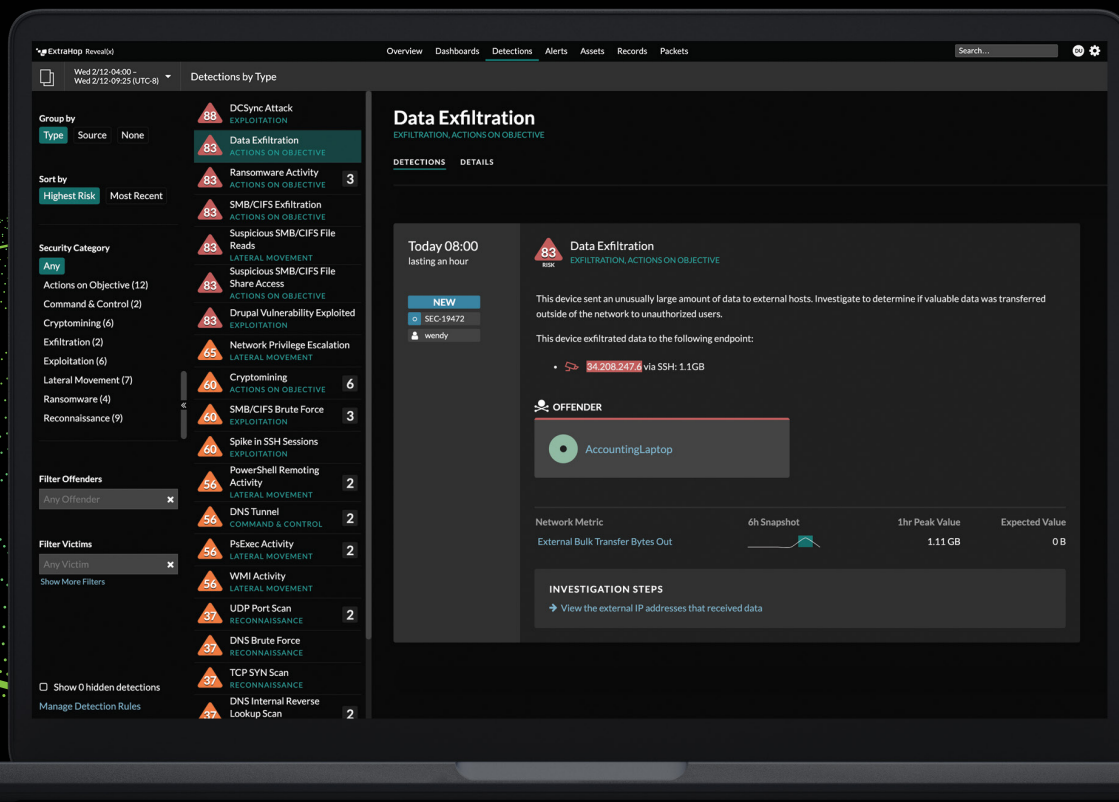 ExtraHop Reveal(x)
Overview Dashboards Detections Alerts Assets Records Packets
Search...
DU
Wed 2/12-04:00 –
Wed 2/12-09:25 (UTC-8)
Detections by Type
Group by
Type Source None
Sort by
Highest Risk Most Recent
Security Category
Any
Actions on Objective (12)
Command & Control (2)
Cryptomining (6)
Exfiltration (2)
Exploitation (6)
Lateral Movement (7)
Ransomware (4)
Reconnaissance (9)
Filter Offenders
Any Offender
Filter Victims
Any Victim
Show More Filters
Show 0 hidden detections
Manage Detection Rules
88 DCSync Attack
EXPLOITATION
83 Data Exfiltration
ACTIONS ON OBJECTIVE
83 Ransomware Activity 3
ACTIONS ON OBJECTIVE
83 SMB/CIFS Exfiltration
ACTIONS ON OBJECTIVE
83 Suspicious SMB/CIFS File
Reads
LATERAL MOVEMENT
83 Suspicious SMB/CIFS File
Share Access
ACTIONS ON OBJECTIVE
83 Drupal Vulnerability Exploited
EXPLOITATION
65 Network Privilege Escalation
LATERAL MOVEMENT
60 Cryptomining 6
ACTIONS ON OBJECTIVE
60 SMB/CIFS Brute Force 3
EXPLOITATION
60 Spike in SSH Sessions
EXPLOITATION
56 PowerShell Remoting
Activity 2
LATERAL MOVEMENT
56 DNS Tunnel 2
COMMAND & CONTROL
56 PsExec Activity 2
LATERAL MOVEMENT
56 WMI Activity
LATERAL MOVEMENT
37 UDP Port Scan 2
RECONNAISSANCE
37 DNS Brute Force
RECONNAISSANCE
37 TCP SYN Scan
RECONNAISSANCE
37 DNS Internal Reverse
Lookup Scan 2
Data Exfiltration
EXFILTRATION, ACTIONS ON OBJECTIVE
DETECTIONS DETAILS
Today 08:00
lasting an hour
NEW
SEC-19472
wendy
83
RISK
Data Exfiltration
EXFILTRATION, ACTIONS ON OBJECTIVE
This device sent an unusually large amount of data to external hosts. Investigate to determine if valuable data was transferred
outside of the network to unauthorized users.
This device exfiltrated data to the following endpoint:
• 34.208.247.6 via SSH: 1.1GB
OFFENDER
AccountingLaptop
Network Metric 6h Snapshot 1hr Peak Value Expected Value
External Bulk Transfer Bytes Out 1.11 GB 0 B
INVESTIGATION STEPS
View the external IP addresses that received data